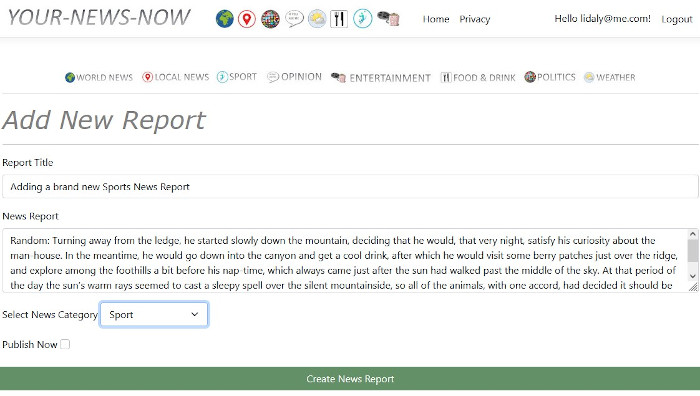 YOUR-NEWS-NOW Home Privacy Hello lidaly@me.com! Logout
WORLD NEWS LOCAL NEWS SPORT OPINION ENTERTAINMENT FOOD & DRINK POLITICS WEATHER
Add New Report
Report Title
Adding a brand new Sports News Report
News Report
Random: Turning away from the ledge, he started slowly down the mountain, deciding that he would, that very night, satisfy his curiosity about the
man-house. In the meantime, he would go down into the canyon and get a cool drink, after which he would visit some berry patches just over the ridge,
and explore among the foothills a bit before his nap-time, which always came just after the sun had walked past the middle of the sky. At that period of
the day the sun's warm rays seemed to cast a sleepy spell over the silent mountainside, so all of the animals, with one accord, had decided it should be
Select News Category Sport
Publish Now
Create News Report